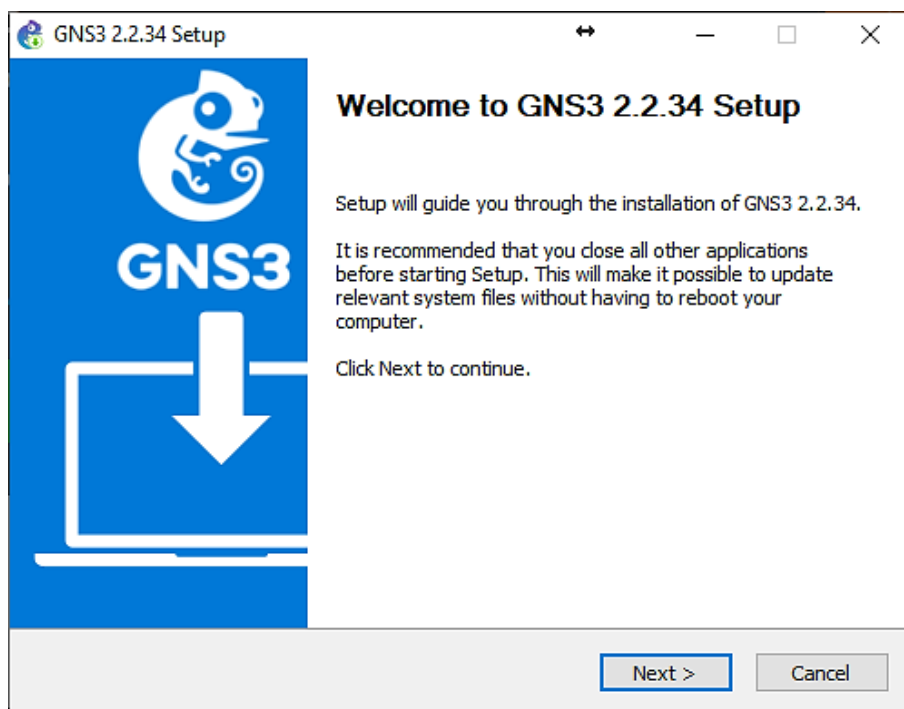 GNS3 2.2.34 Setup
Welcome to GNS3 2.2.34 Setup
GNS3
Setup will guide you through the installation of GNS3 2.2.34.
It is recommended that you close all other applications
before starting Setup. This will make it possible to update
relevant system files without having to reboot your
computer.
Click Next to continue.
Next >
Cancel